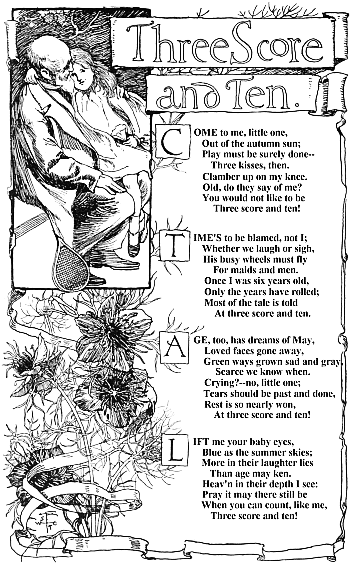 Three Score
and Ten.
COME to me, little one,
Out of the autumn sun;
Play must be surely done--
Three kisses, then.
Clamber up on my knee.
Old, do they say of me?
You would not like to be
Three score and ten!
TIME'S to be blamed, not I;
Whether we laugh or sigh,
His busy wheels must fly
For maids and men.
Once I was six years old,
Only the years have rolled;
Most of the tale is told
At three score and ten.
AGE, too, has dreams of May,
Loved faces gone away,
Green ways grown sad and gray,
Scarce we know when.
Crying?--no, little one;
Tears should be past and done,
Rest is so nearly won,
At three score and ten!
LIFT me your baby eyes,
Blue as the summer skies;
More in their laughter lies
Than age may ken.
Heav'n in their depth I see:
Pray it may there still be
When you can count, like me,
Three score and ten!